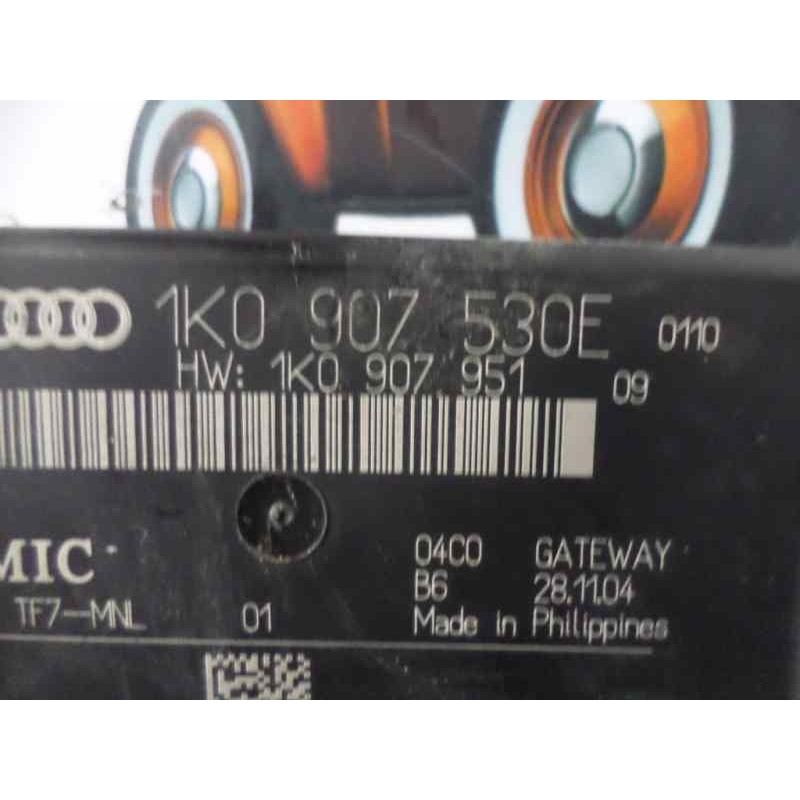 1K0 907 530E 0110
HW: 1K0 907 951 09
MIC 04C0 GATEWAY
B6 28.11.04
TF7-MNL 01 Made in Philippines